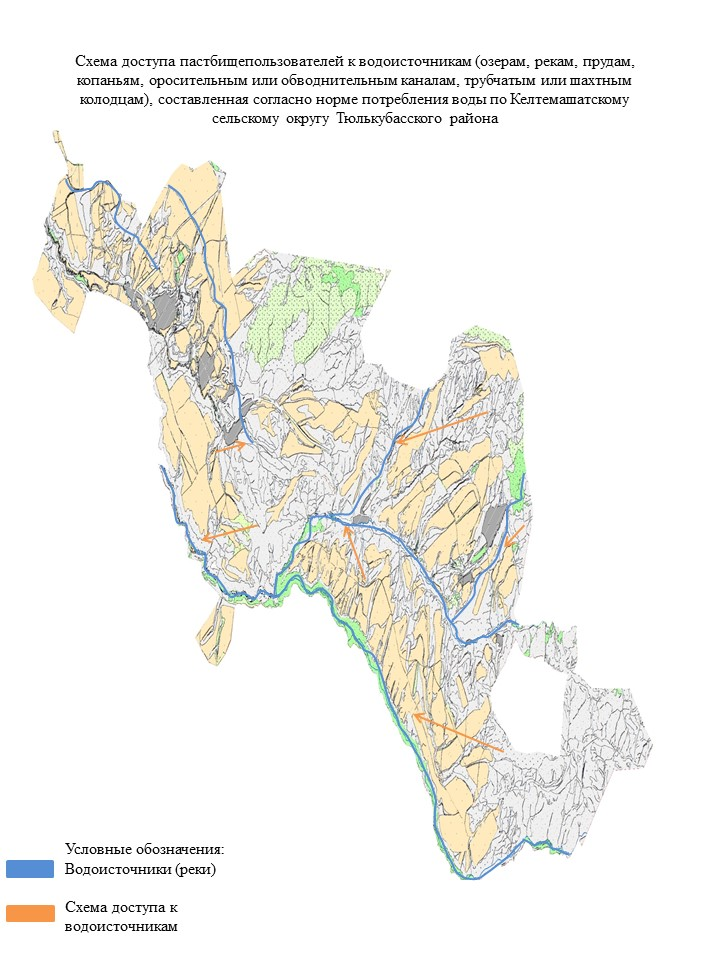 Схема доступа пастбищепользователей к водоисточникам (озерам, рекам, прудам,
копаньям, оросительным или обводнительным каналам, трубчатым или шахтным
колодцам), составленная согласно норме потребления воды по Келтемашатскому
сельскому округу Тюлькубасского района
Условные обозначения:
Водоисточники (реки)
Схема доступа к
водоисточникам